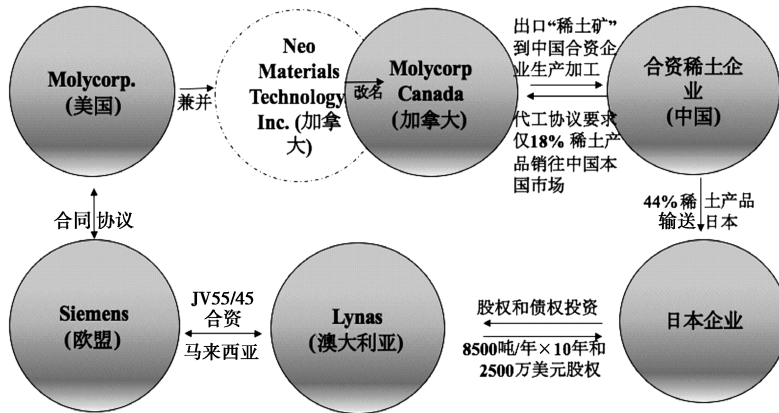 Molycorp.
(美国)
兼并
Neo
Materials
Technology
Inc. (加拿
大)
改名
Molycorp
Canada
(加拿大)
出口“稀土矿”
到中国合资企
业生产加工
代工协议要求
仅18% 稀土产
品销往中国本
国市场
合资稀土企
业
(中国)
合同 协议
44%稀 土产品
输送 日本
Siemens
(欧盟)
JV55/45
合资
马来西亚
Lynas
(澳大利亚)
股权和债权投资
8500吨/年×10年和
2500万美元股权
日本企业